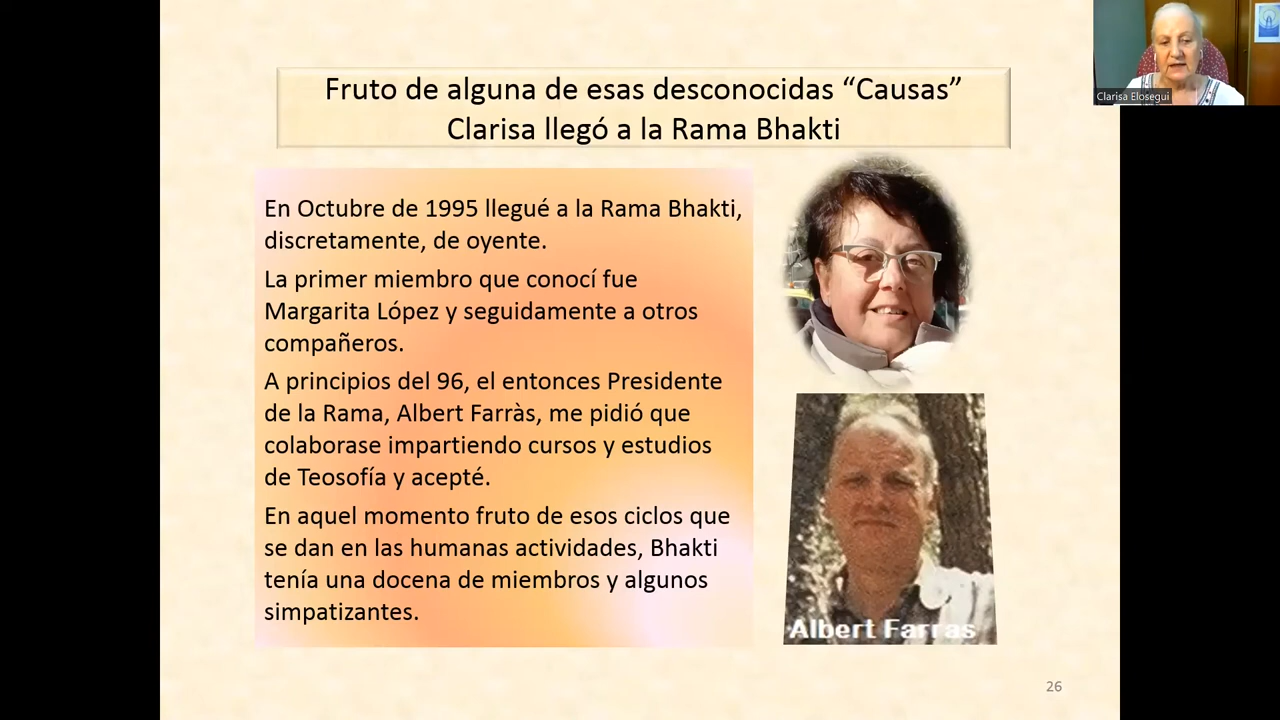 Fruto de alguna de esas desconocidas “Causas”
Clarisa llegó a la Rama Bhakti
Clarisa Elosegui
En Octubre de 1995 llegué a la Rama Bhakti,
discretamente, de oyente.
La primer miembro que conocí fue
Margarita López y seguidamente a otros
compañeros.
A principios del 96, el entonces Presidente
de la Rama, Albert Farràs, me pidió que
colaborase impartiendo cursos y estudios
de Teosofía y acepté.
En aquel momento fruto de esos ciclos que
se dan en las humanas actividades, Bhakti
tenía una docena de miembros y algunos
simpatizantes.
Albert Farras
26